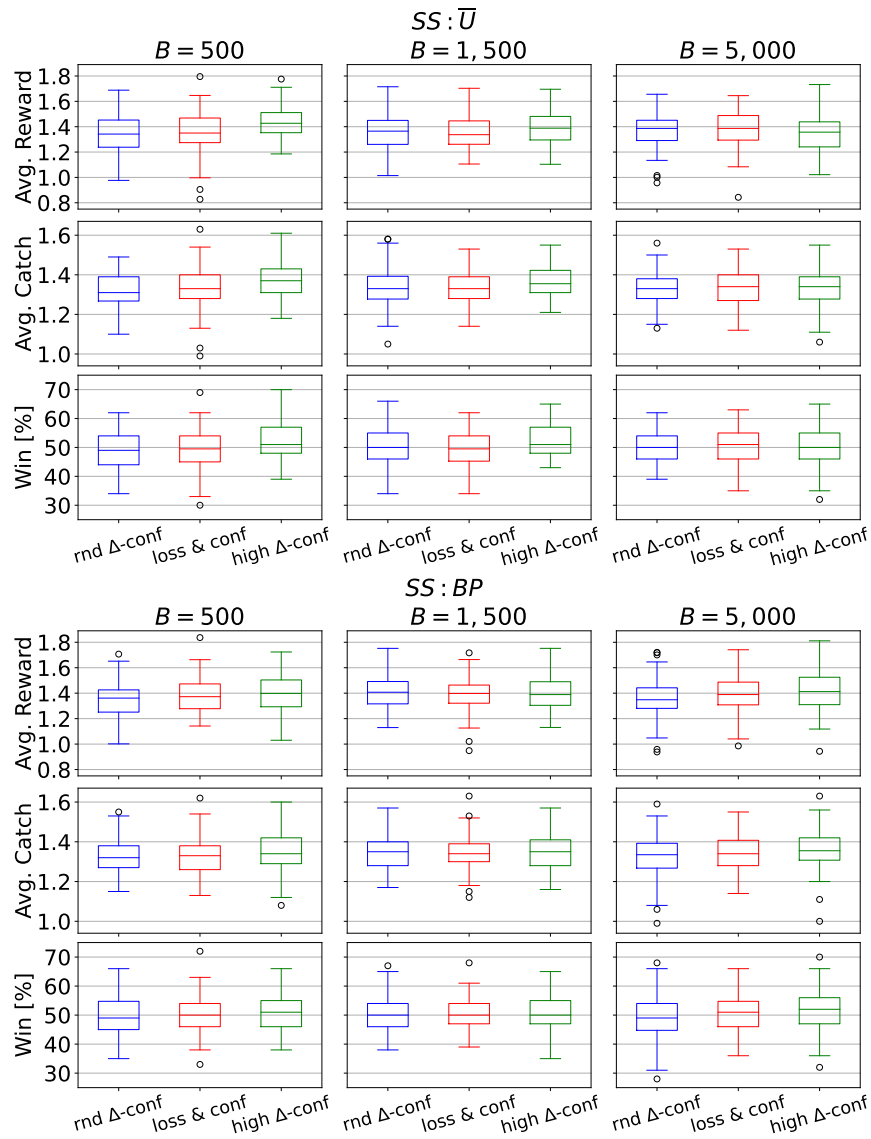 SS : U̅
B = 500 B = 1, 500 B = 5, 000
Avg. Reward
1.8
1.6
1.4
1.2
1.0
0.8
Avg. Catch
1.6
1.4
1.2
1.0
Win [%]
70
60
50
40
30
rnd Δ-conf loss & conf high Δ-conf rnd Δ-conf loss & conf high Δ-conf rnd Δ-conf loss & conf high Δ-conf
SS : BP
B = 500 B = 1, 500 B = 5, 000
Avg. Reward
1.8
1.6
1.4
1.2
1.0
0.8
Avg. Catch
1.6
1.4
1.2
1.0
Win [%]
70
60
50
40
30
rnd Δ-conf loss & conf high Δ-conf rnd Δ-conf loss & conf high Δ-conf rnd Δ-conf loss & conf high Δ-conf